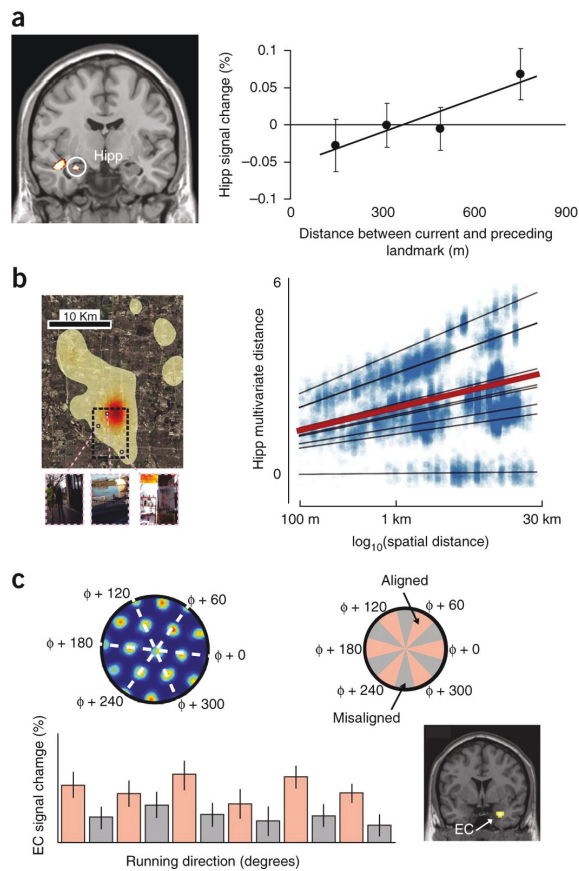 a
Hipp
Hipp signal change (%)
0.1
0.05
0
−0.05
−0.1
0
300
600
900
Distance between current and preceding
landmark (m)
b
10 Km
Hipp multivariate distance
6
0
100 m
1 km
30 km
log10(spatial distance)
c
ϕ + 120
ϕ + 60
ϕ + 180
ϕ + 0
ϕ + 240
ϕ + 300
Aligned
ϕ + 120
ϕ + 60
ϕ + 180
ϕ + 0
ϕ + 240
ϕ + 300
Misaligned
EC signal chamge (%)
Running direction (degrees)
EC